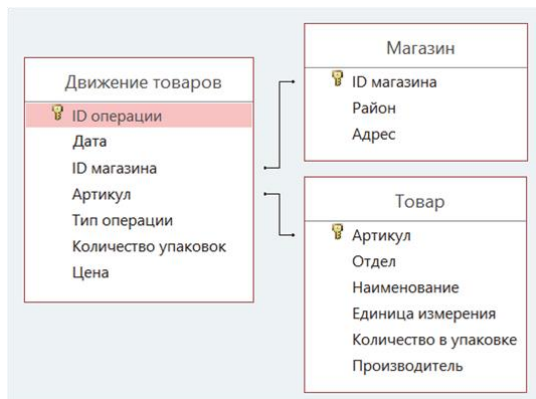 Движение товаров
ID операции
Дата
ID магазина
Артикул
Тип операции
Количество упаковок
Цена
Магазин
ID магазина
Район
Адрес
Товар
Артикул
Отдел
Наименование
Единица измерения
Количество в упаковке
Производитель